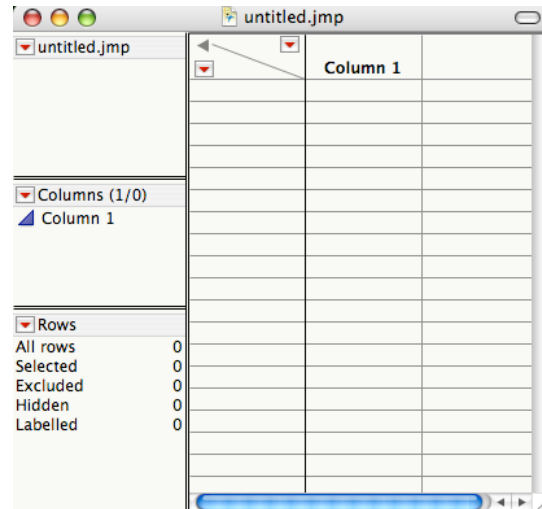 untitled.jmp
untitled.jmp
Column 1
Columns (1/0)
Column 1
Rows
All rows 0
Selected 0
Excluded 0
Hidden 0
Labelled 0